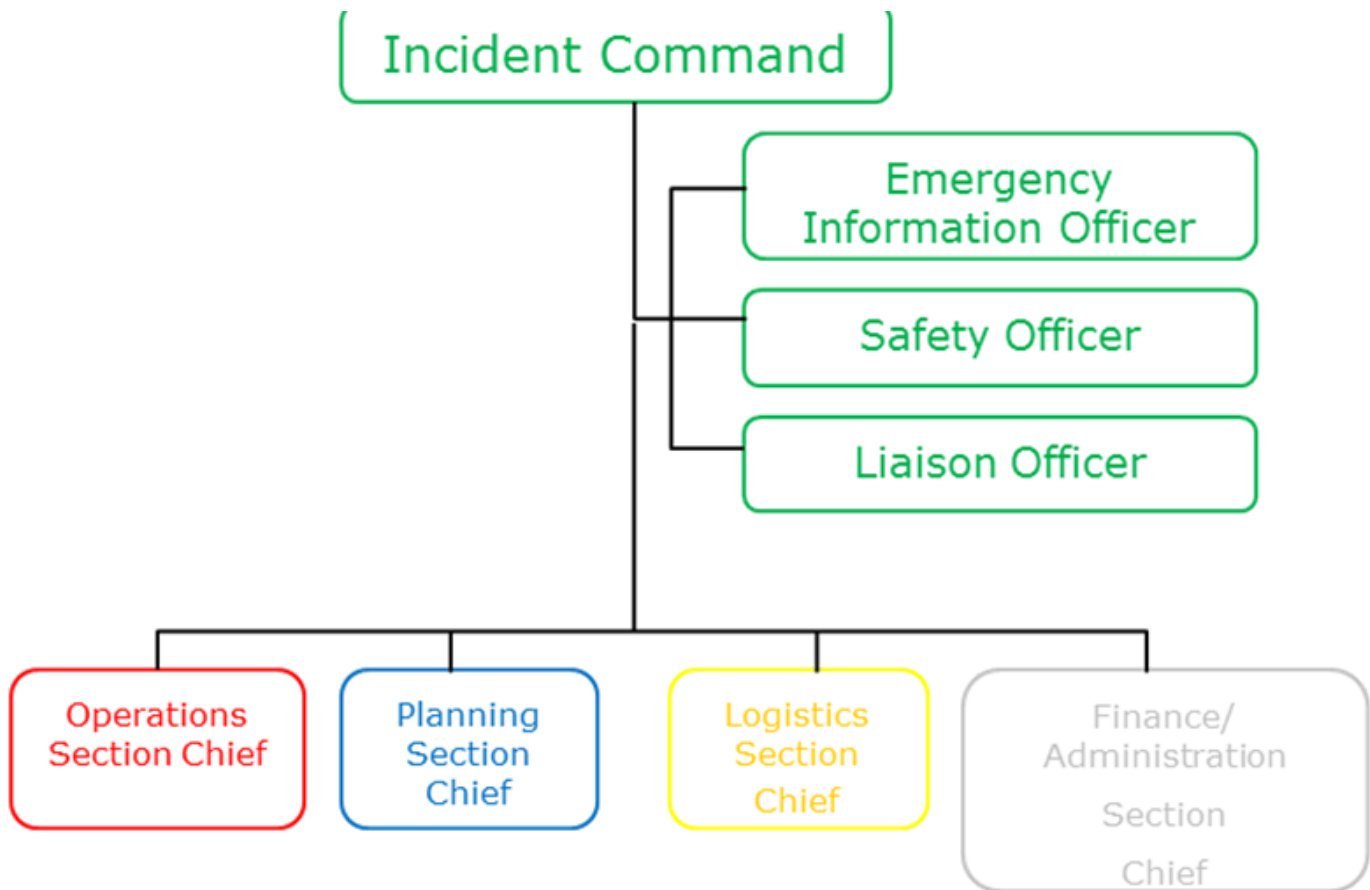 Incident Command
Emergency
Information Officer
Safety Officer
Liaison Officer
Operations
Section Chief
Planning
Section
Chief
Logistics
Section
Chief
Finance/
Administration
Section
Chief